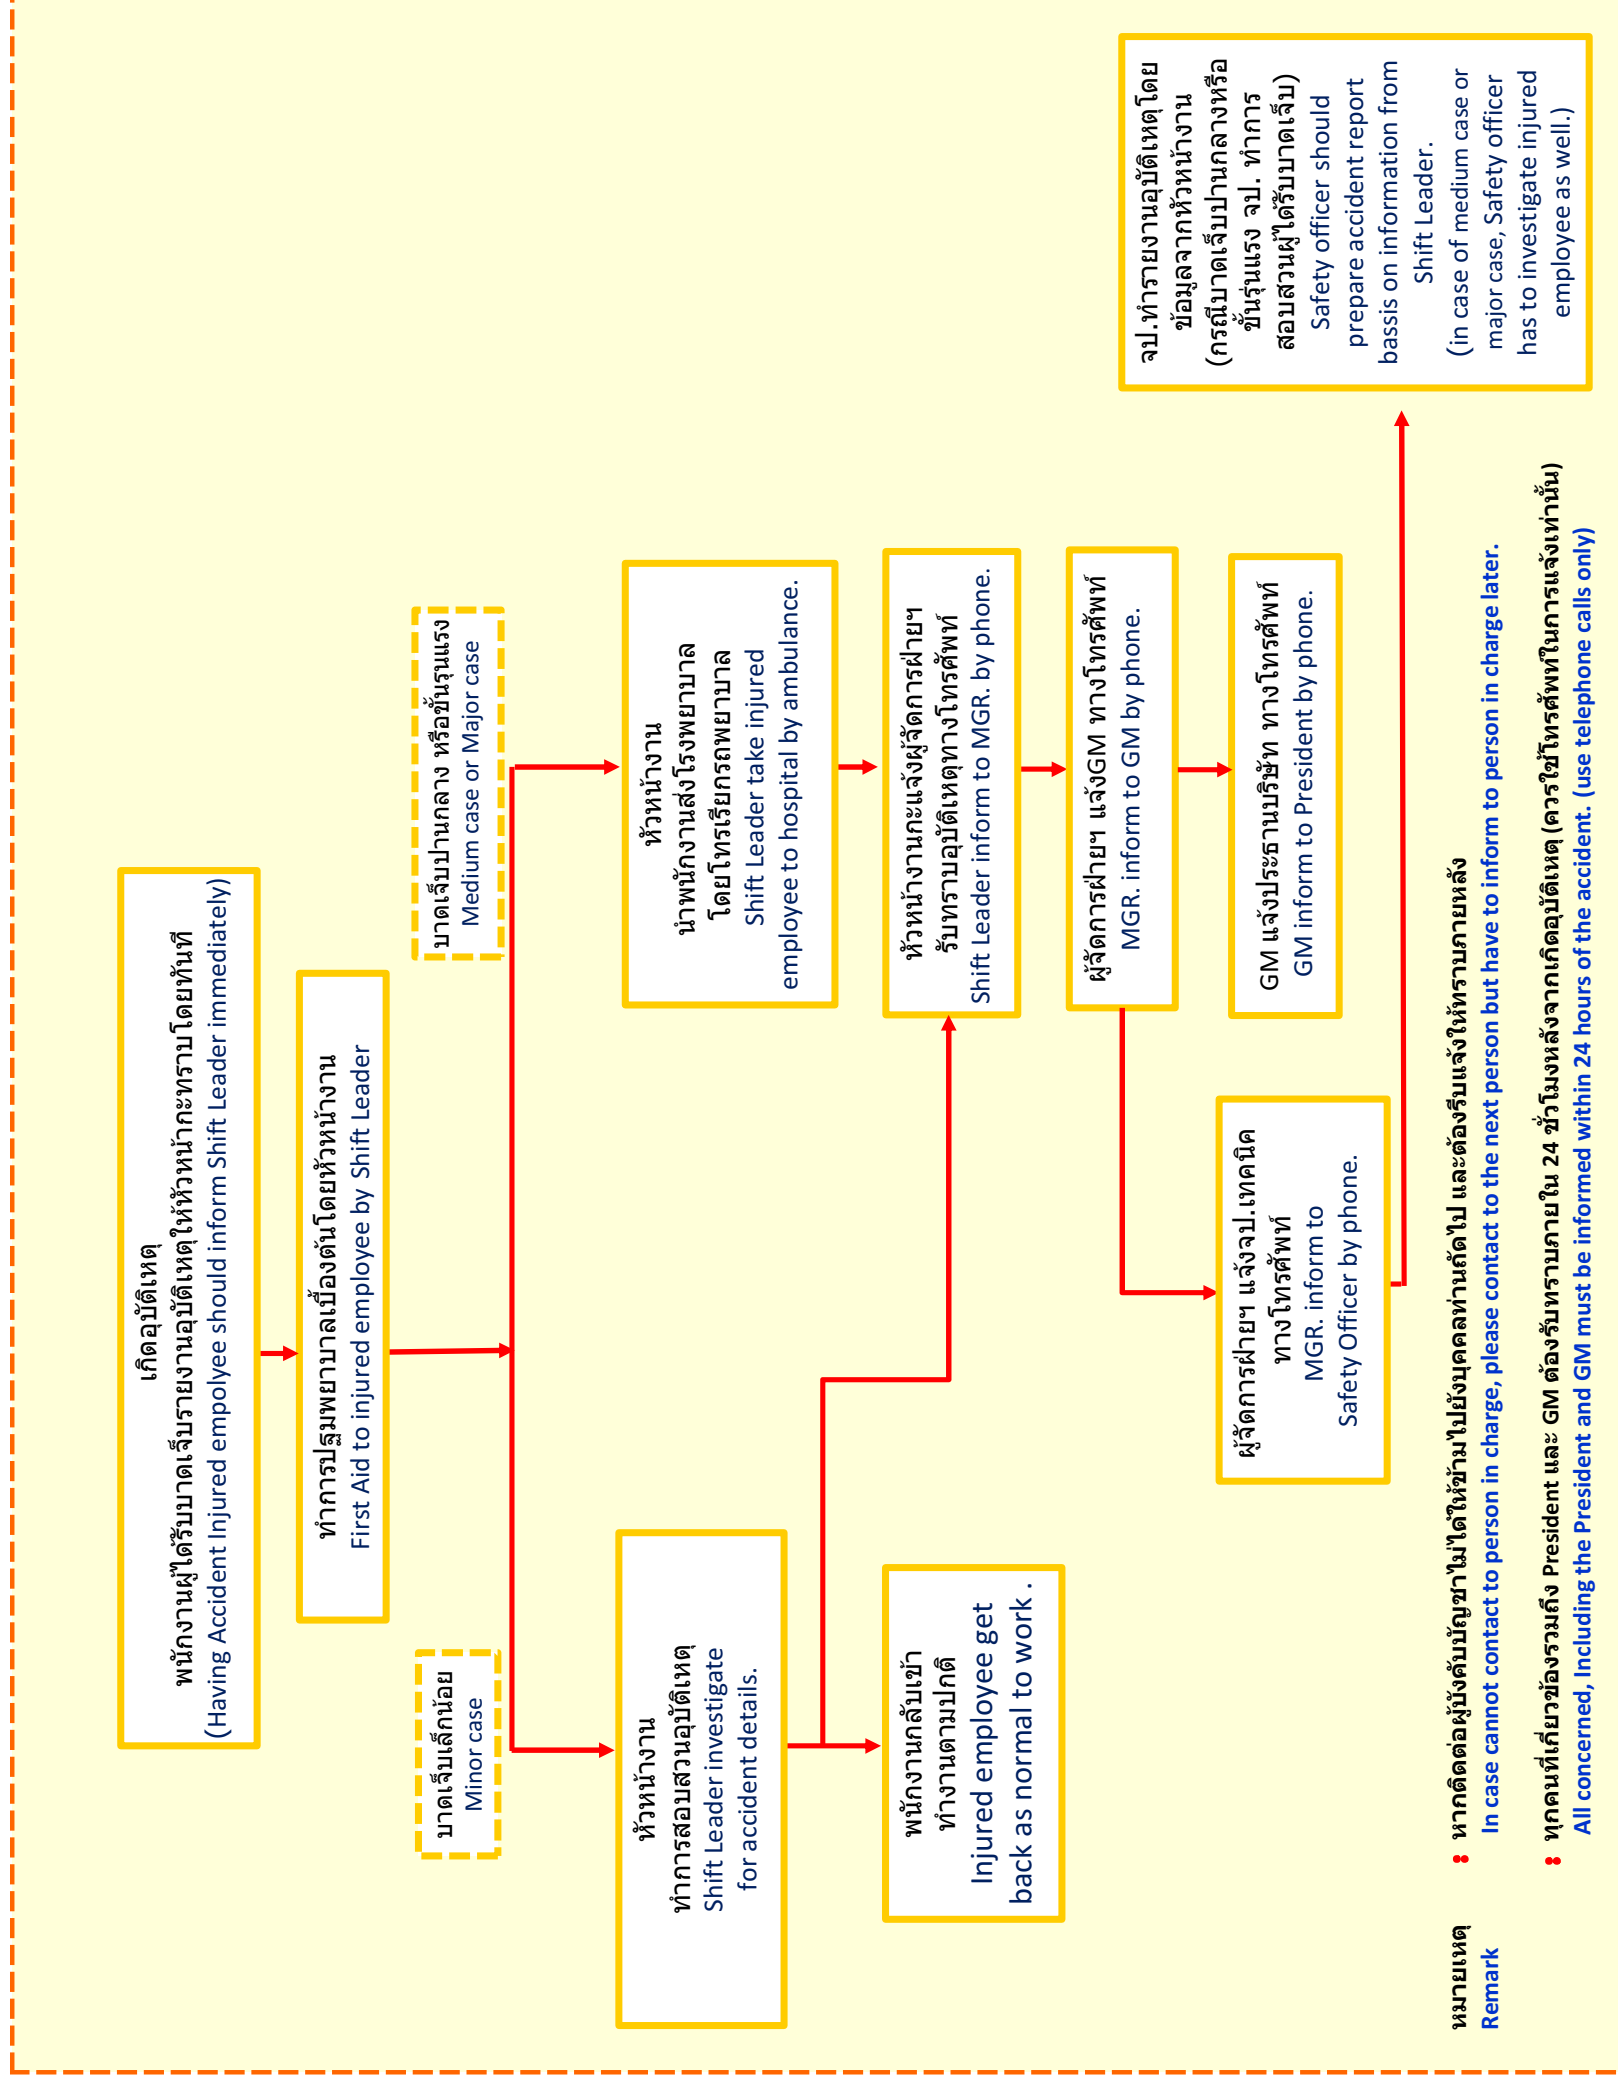 เกิดอุบัติเหตุ
พนักงานผู้ได้รับบาดเจ็บรายงานอุบัติเหตุให้หัวหน้ากะทราบโดยทันที
(Having Accident Injured empolyee should inform Shift Leader immediately)
ทำการปฐมพยาบาลเบื้องต้นโดยหัวหน้างาน
First Aid to injured employee by Shift Leader
บาดเจ็บเล็กน้อย
Minor case
บาดเจ็บปานกลาง หรือขั้นรุนแรง
Medium case or Major case
หัวหน้างาน
ทำการสอบสวนอุบัติเหตุ
Shift Leader investigate
for accident details.
หัวหน้างาน
นำพนักงานส่งโรงพยาบาล
โดยโทรเรียกรถพยาบาล
Shift Leader take injured
employee to hospital by ambulance.
พนักงานกลับเข้า
ทำงานตามปกติ
Injured employee get
back as normal to work .
หัวหน้างานกะแจ้งผู้จัดการฝ่ายฯ
รับทราบอุบัติเหตุทางโทรศัพท์
Shift Leader inform to MGR. by phone.
ผู้จัดการฝ่ายฯ แจ้งGM ทางโทรศัพท์
MGR. inform to GM by phone.
GM แจ้งประธานบริษัท ทางโทรศัพท์
GM inform to President by phone.
ผู้จัดการฝ่ายฯ แจ้งจป.เทคนิค
ทางโทรศัพท์
MGR. inform to
Safety Officer by phone.
จป.ทำรายงานอุบัติเหตุโดย
ข้อมูลจากหัวหน้างาน
(กรณีบาดเจ็บปานกลางหรือ
ขั้นรุ่นแรง จป. ทำการ
สอบสวนผู้ได้รับบาดเจ็บ)
Safety officer should
prepare accident report
bassis on information from
Shift Leader.
(in case of medium case or
major case, Safety officer
has to investigate injured
employee as well.)
หมายเหตุ : หากติดต่อผู้บังคับบัญชาไม่ได้ให้ข้ามไปยังบุคคลท่านถัดไป และต้องรีบแจ้งให้ทราบภายหลัง
Remark In case cannot contact to person in charge, please contact to the next person but have to inform to person in charge later.
: ทุกคนที่เกี่ยวข้องรวมถึง President และ GM ต้องรับทราบภายใน 24 ชั่วโมงหลังจากเกิดอุบัติเหตุ (ควรใช้โทรศัพท์ในการแจ้งเท่านั้น)
All concerned, Including the President and GM must be informed within 24 hours of the accident. (use telephone calls only)